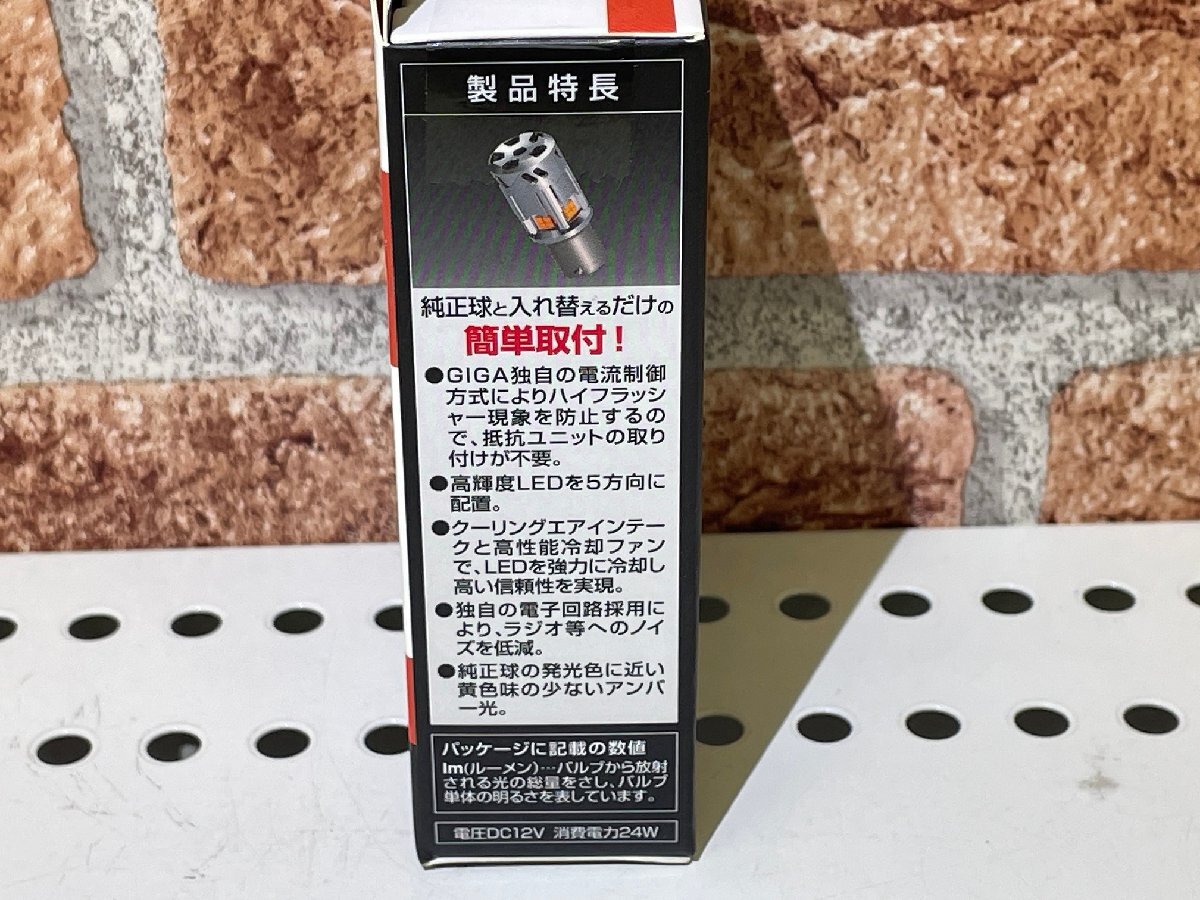 製品特長
純正球と入れ替えるだけの
簡単取付！
●GIGA独自の電流制御
方式によりハイフラッシ
ャー現象を防止するの
で、抵抗ユニットの取り
付けが不要。
●高輝度LEDを5方向に
配置。
●クーリングエアインテー
クと高性能冷却ファン
で、LEDを強力に冷却し
高い信頼性を実現。
●独自の電子回路採用に
より、ラジオ等へのノイ
ズを低減。
●純正球の発光色に近い
黄色味の少ないアンバ
ー光。
パッケージに記載の数値
lm(ルーメン)…バルブから放射
される光の総量をさし、バルブ
単体の明るさを表しています。
電圧DC12V 消費電力24W